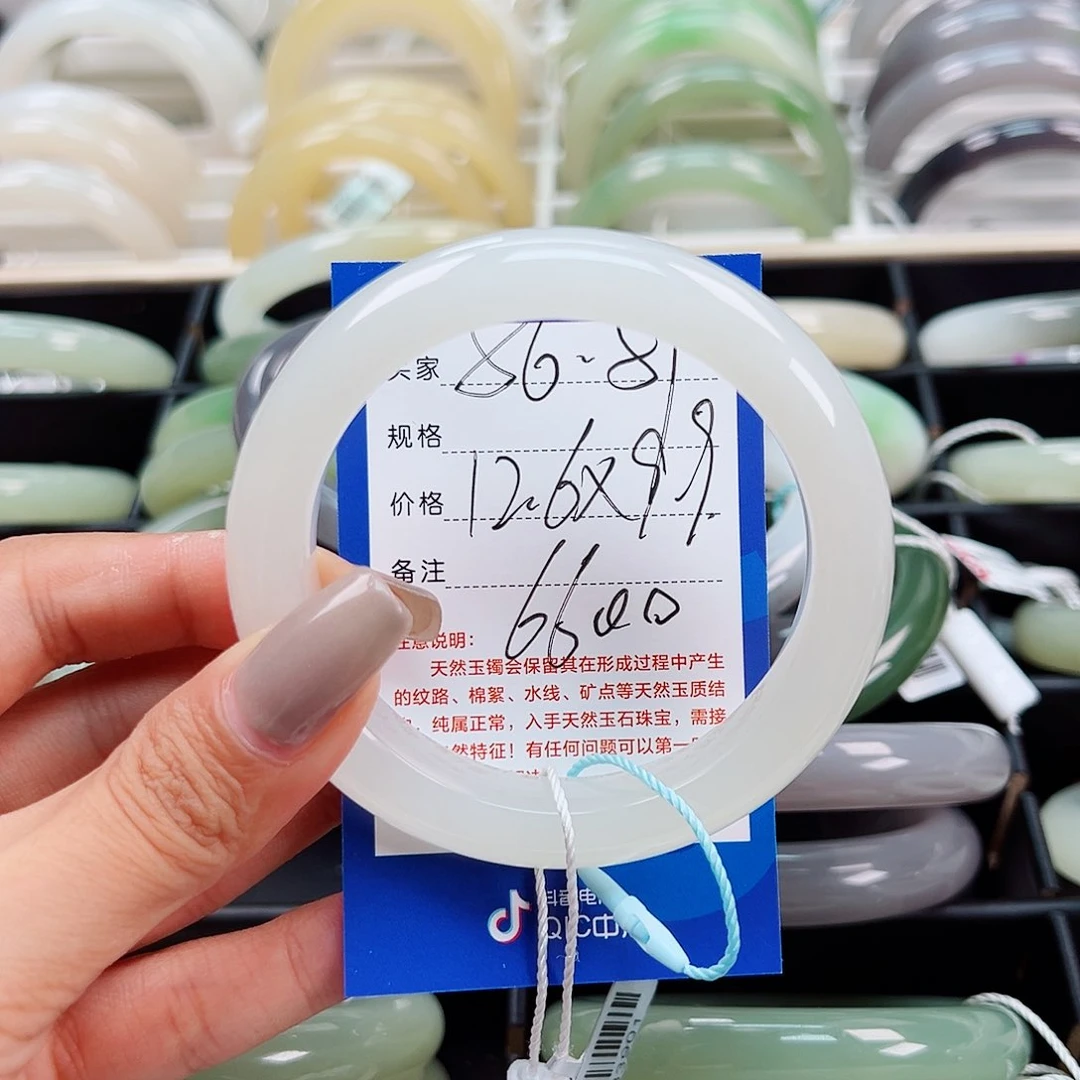 家 56-81
规格
价格 12.6×9.9
备注
6600
注意说明:
天然玉镯会保留其在形成过程中产生
的纹路、棉絮、水线、矿点等天然玉质结
，纯属正常，入手天然玉石珠宝，需接
然特征！有任何问题可以第一
抖音电
QIC中